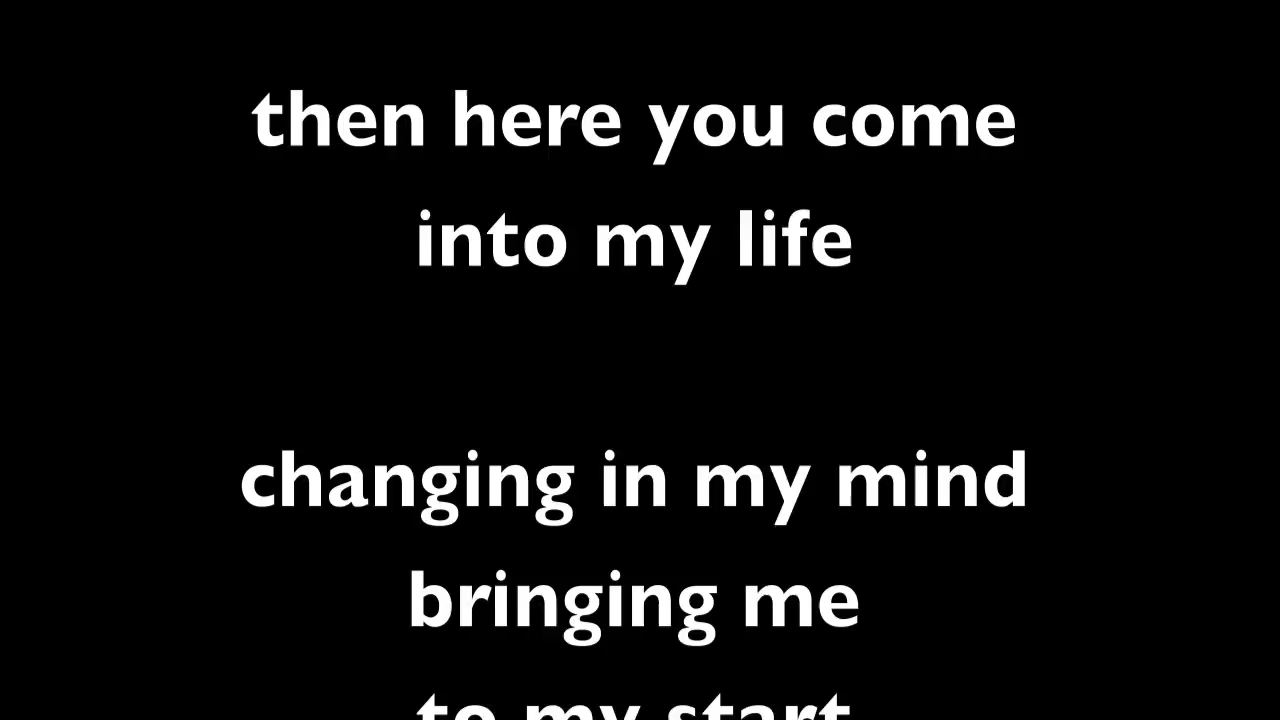 then here you come
into my life
changing in my mind
bringing me
to my start